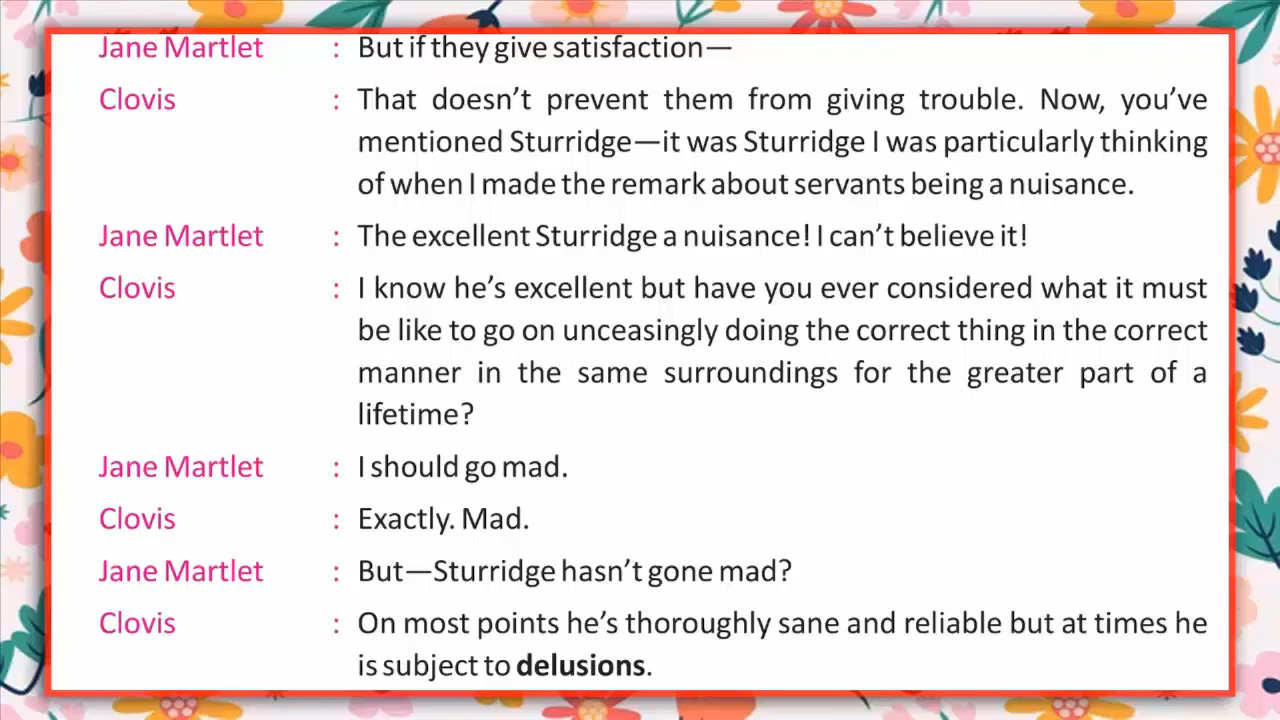 Jane Martlet : But if they give satisfaction—
Clovis : That doesn't prevent them from giving trouble. Now, you've
mentioned Sturridge—it was Sturridge I was particularly thinking
of when I made the remark about servants being a nuisance.
Jane Martlet : The excellent Sturridge a nuisance! I can't believe it!
Clovis : I know he's excellent but have you ever considered what it must
be like to go on unceasingly doing the correct thing in the correct
manner in the same surroundings for the greater part of a
lifetime?
Jane Martlet : I should go mad.
Clovis : Exactly. Mad.
Jane Martlet : But—Sturridge hasn't gone mad?
Clovis : On most points he's thoroughly sane and reliable but at times he
is subject to delusions.